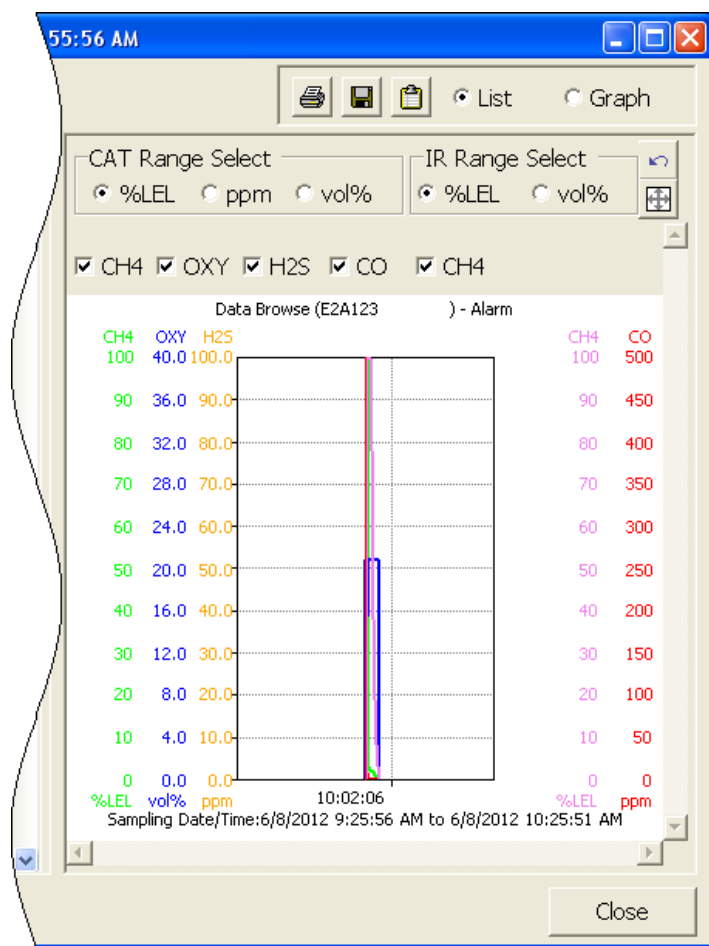 55:56 AM
List Graph
CAT Range Select IR Range Select
%LEL ppm vol% %LEL vol%
CH4 OXY H2S CO CH4
Data Browse (E2A123 ) - Alarm
CH4 OXY H2S CH4 CO
100 40.0 100.0 100 500
90 36.0 90.0 90 450
80 32.0 80.0 80 400
70 28.0 70.0 70 350
60 24.0 60.0 60 300
50 20.0 50.0 50 250
40 16.0 40.0 40 200
30 12.0 30.0 30 150
20 8.0 20.0 20 100
10 4.0 10.0 10 50
0 0.0 0.0 0 0
%LEL vol% ppm 10:02:06 %LEL ppm
Sampling Date/Time:6/8/2012 9:25:56 AM to 6/8/2012 10:25:51 AM
Close